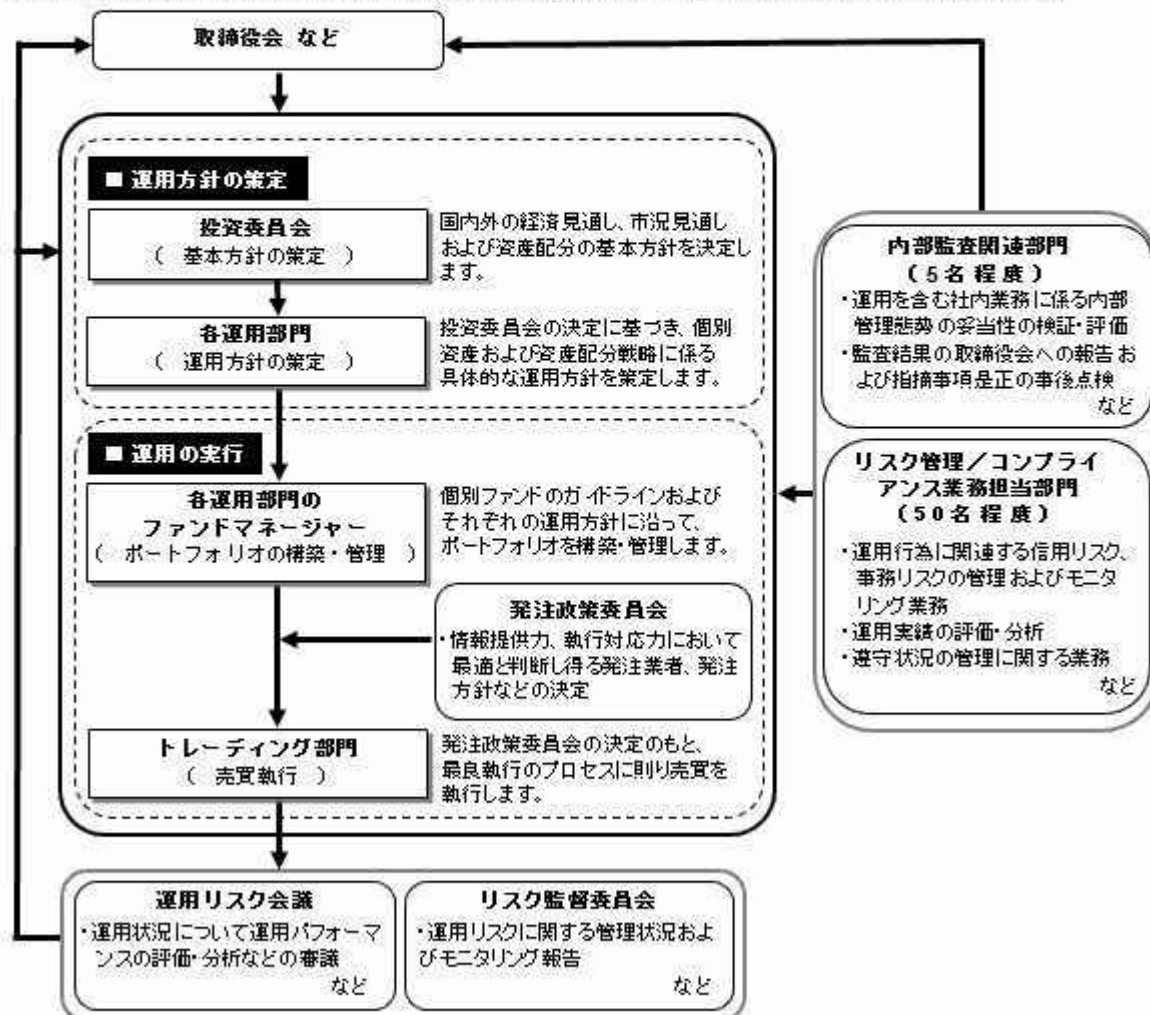 取締役会 など
■ 運用方針の策定
投資委員会
（ 基本方針の策定 ）
国内外の経済見通し、市況見通し
および資産配分の基本方針を決定し
ます。
各運用部門
（ 運用方針の策定 ）
投資委員会の決定に基づき、個別
資産および資産配分戦略に係る
具体的な運用方針を策定します。
■ 運用の実行
各運用部門の
ファンドマネージャー
（ ポートフォリオの構築・管理 ）
個別ファンドのガイドラインおよび
それぞれの運用方針に沿って、
ポートフォリオを構築・管理します。
発注政策委員会
・情報提供力、執行対応力において
最適と判断し得る発注業者、発注
方針などの決定
トレーディング部門
（ 売買執行 ）
発注政策委員会の決定のもと、
最良執行のプロセスに則り売買を
執行します。
内部監査関連部門
（5名程度）
・運用を含む社内業務に係る内部
管理態勢の妥当性の検証・評価
・監査結果の取締役会への報告お
よび指摘事項是正の事後点検
など
リスク管理／コンプライ
アンス業務担当部門
（50名程度）
・運用行為に関連する信用リスク、
事務リスクの管理およびモニタ
リング業務
・運用実績の評価・分析
・遵守状況の管理に関する業務
など
運用リスク会議
・運用状況について運用パフォーマ
ンスの評価・分析などの審議
など
リスク監督委員会
・運用リスクに関する管理状況およ
びモニタリング報告
など